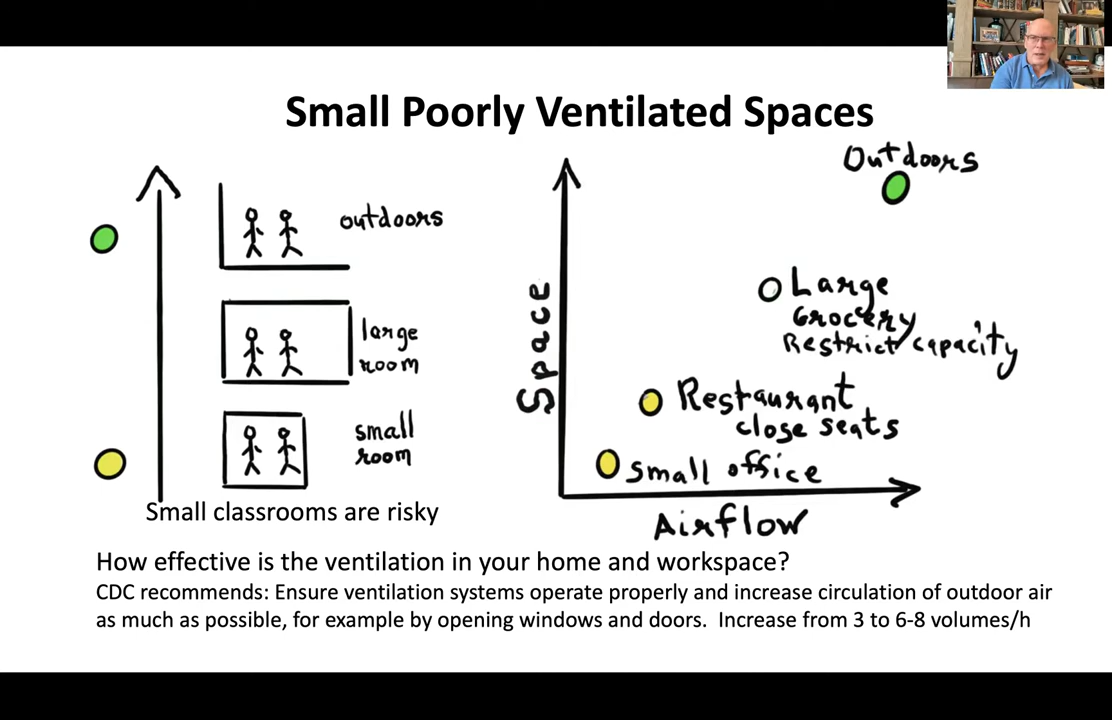 Small Poorly Ventilated Spaces
outdoors
large
room
small
room
Small classrooms are risky
Space
Outdoors
Large
Grocery
Restrict capacity
Restaurant
close seats
small office
Airflow
How effective is the ventilation in your home and workspace?
CDC recommends: Ensure ventilation systems operate properly and increase circulation of outdoor air
as much as possible, for example by opening windows and doors.  Increase from 3 to 6-8 volumes/h